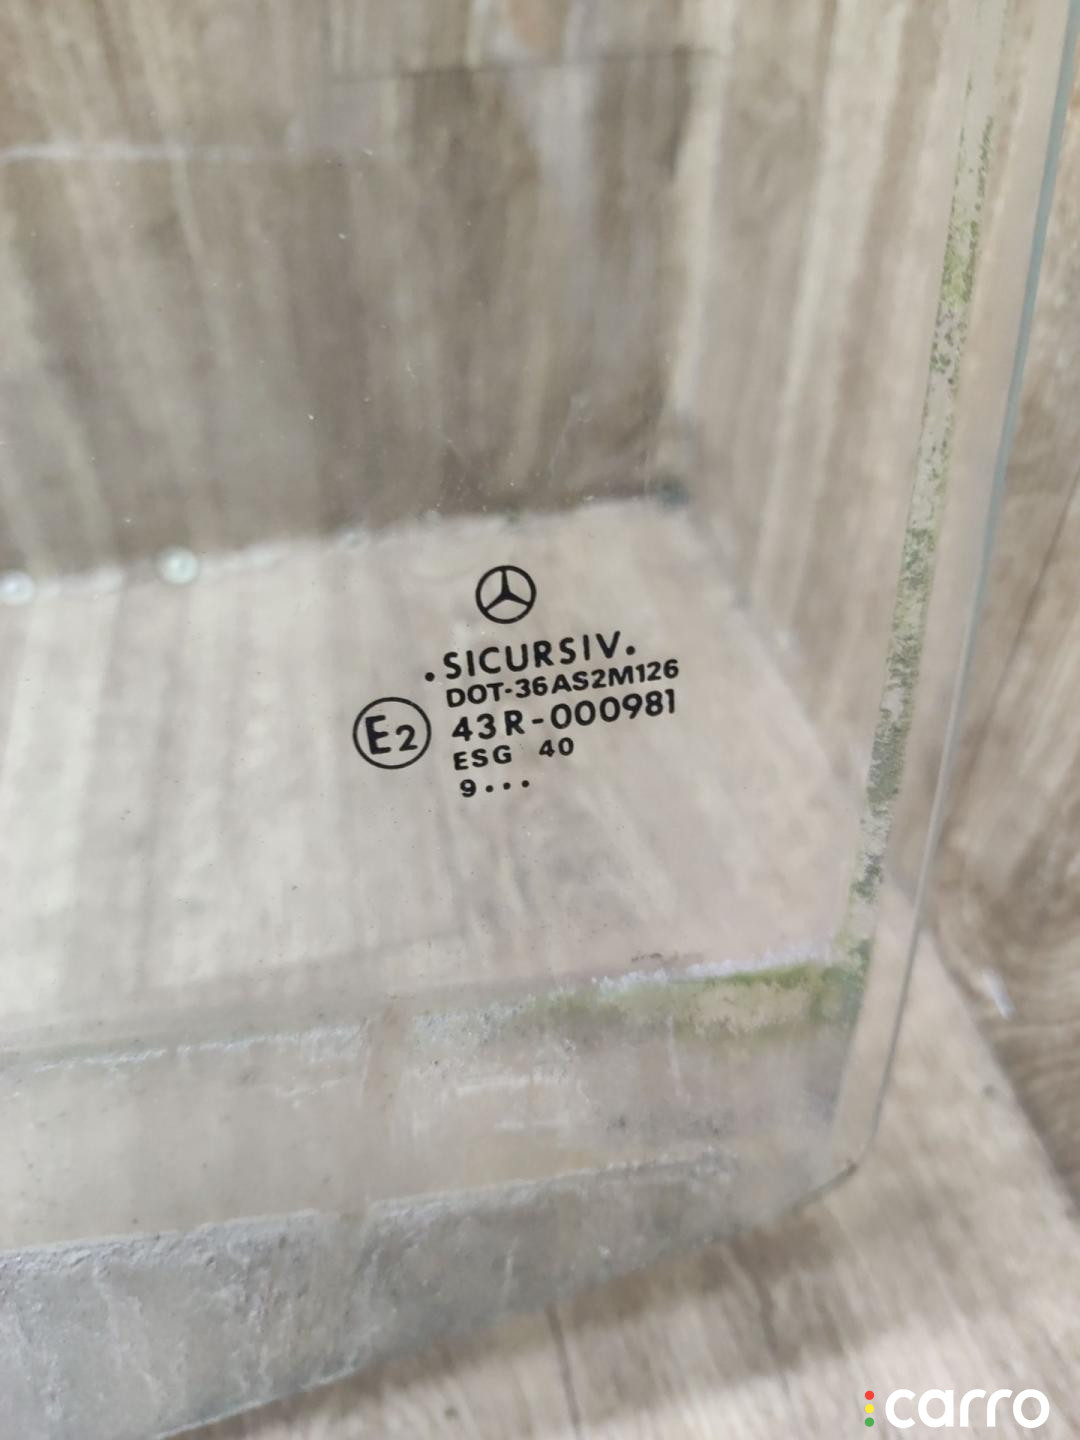 .SICURSIV.
DOT-36AS2M126
E2
43R-000981
ESG 40
9...
carro